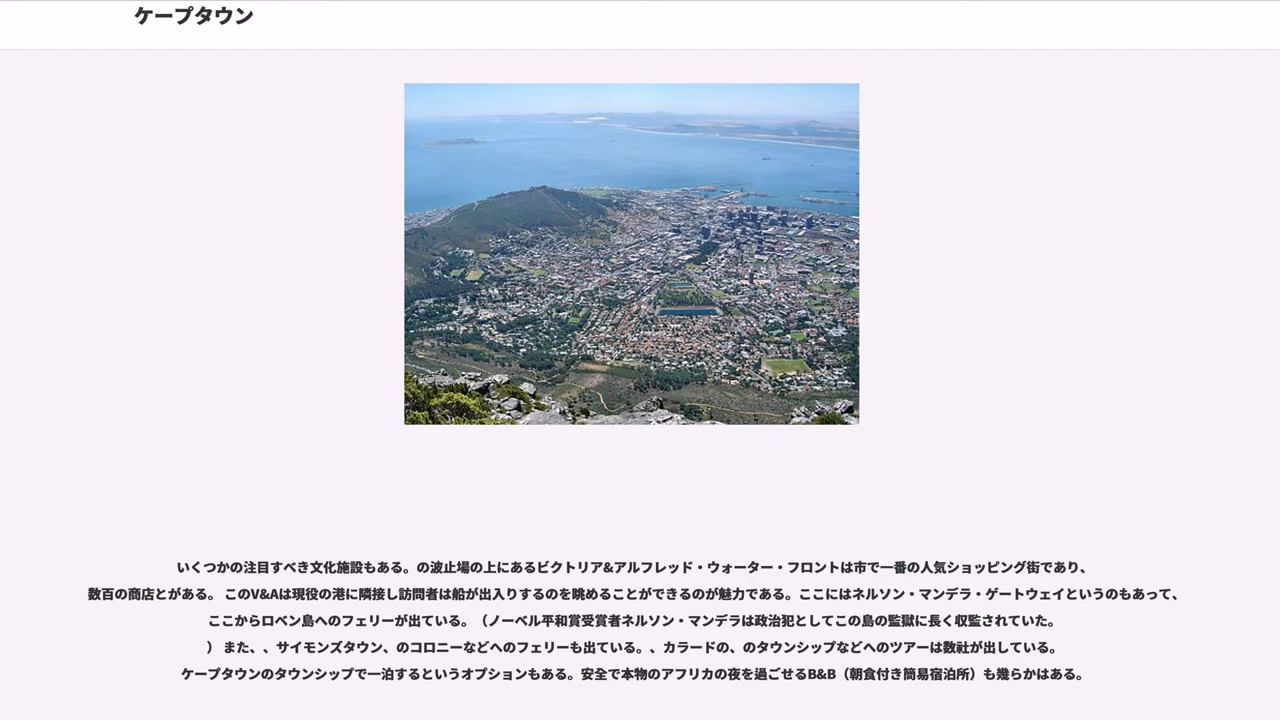 ケープタウン
いくつかの注目すべき文化施設もある。の波止場の上にあるビクトリア&アルフレッド・ウォーター・フロントは市で一番の人気ショッピング街であり、
数百の商店とがある。 このV&Aは現役の港に隣接し訪問者は船が出入りするのを眺めることができるのが魅力である。ここにはネルソン・マンデラ・ゲートウェイというのもあって、
ここからロベン島へのフェリーが出ている。（ノーベル平和賞受賞者ネルソン・マンデラは政治犯としてこの島の監獄に長く収監されていた。
） また、、サイモンズタウン、のコロニーなどへのフェリーも出ている。、カラードの、のタウンシップなどへのツアーは数社が出している。
ケープタウンのタウンシップで一泊するというオプションもある。安全で本物のアフリカの夜を過ごせるB&B（朝食付き簡易宿泊所）も幾らかはある。